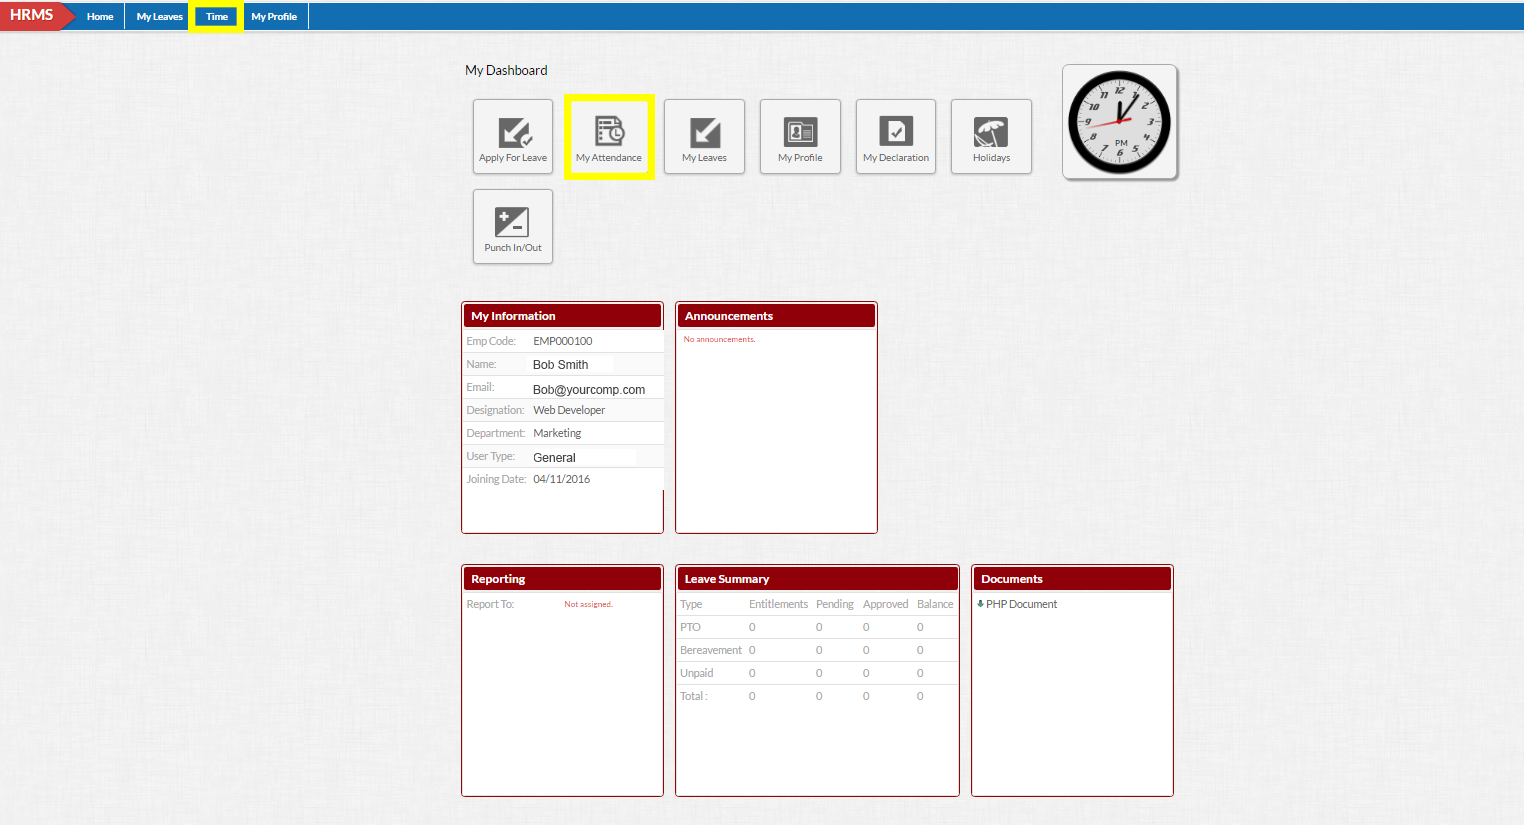 HRMS Home My Leaves Time My Profile
My Dashboard
Apply For Leave My Attendance My Leaves My Profile My Declaration Holidays
12 1 2 3 4 5 6 7 8 9 10 11
PM
Punch In/Out
My Information
Emp Code: EMP000100
Name: Bob Smith
Email: Bob@yourcomp.com
Designation: Web Developer
Department: Marketing
User Type: General
Joining Date: 04/11/2016
Announcements
No announcements.
Reporting
Report To: Not assigned.
Leave Summary
Type Entitlements Pending Approved Balance
PTO 0 0 0 0
Bereavement 0 0 0 0
Unpaid 0 0 0 0
Total : 0 0 0 0
Documents
PHP Document